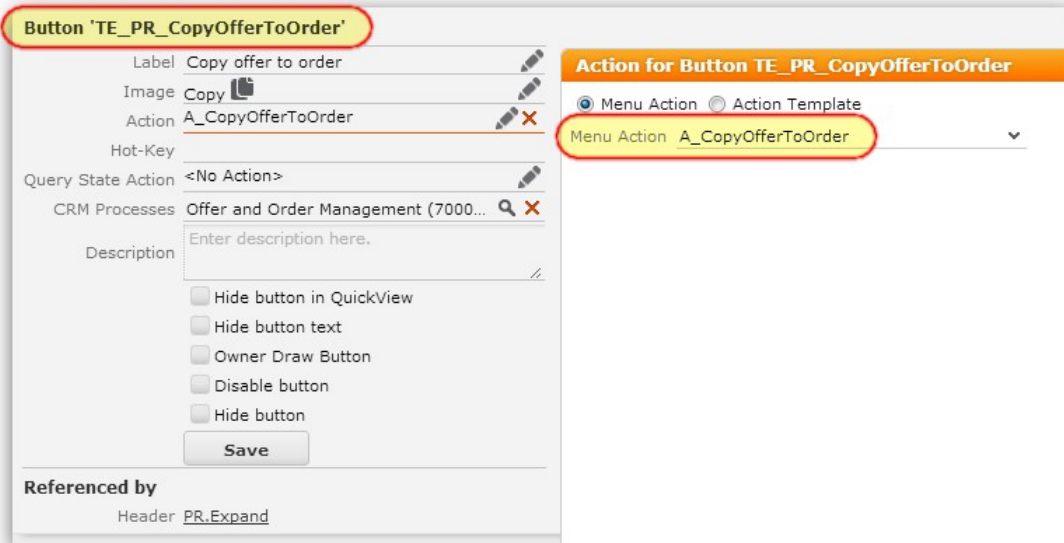 Button 'TE_PR_CopyOfferToOrder'
Label Copy offer to order
Image Copy
Action A_CopyOfferToOrder
Hot-Key
Query State Action <No Action>
CRM Processes Offer and Order Management (7000...
Description Enter description here.
Hide button in QuickView
Hide button text
Owner Draw Button
Disable button
Hide button
Save
Referenced by
Header PR.Expand
Action for Button TE_PR_CopyOfferToOrder
Menu Action Action Template
Menu Action A_CopyOfferToOrder